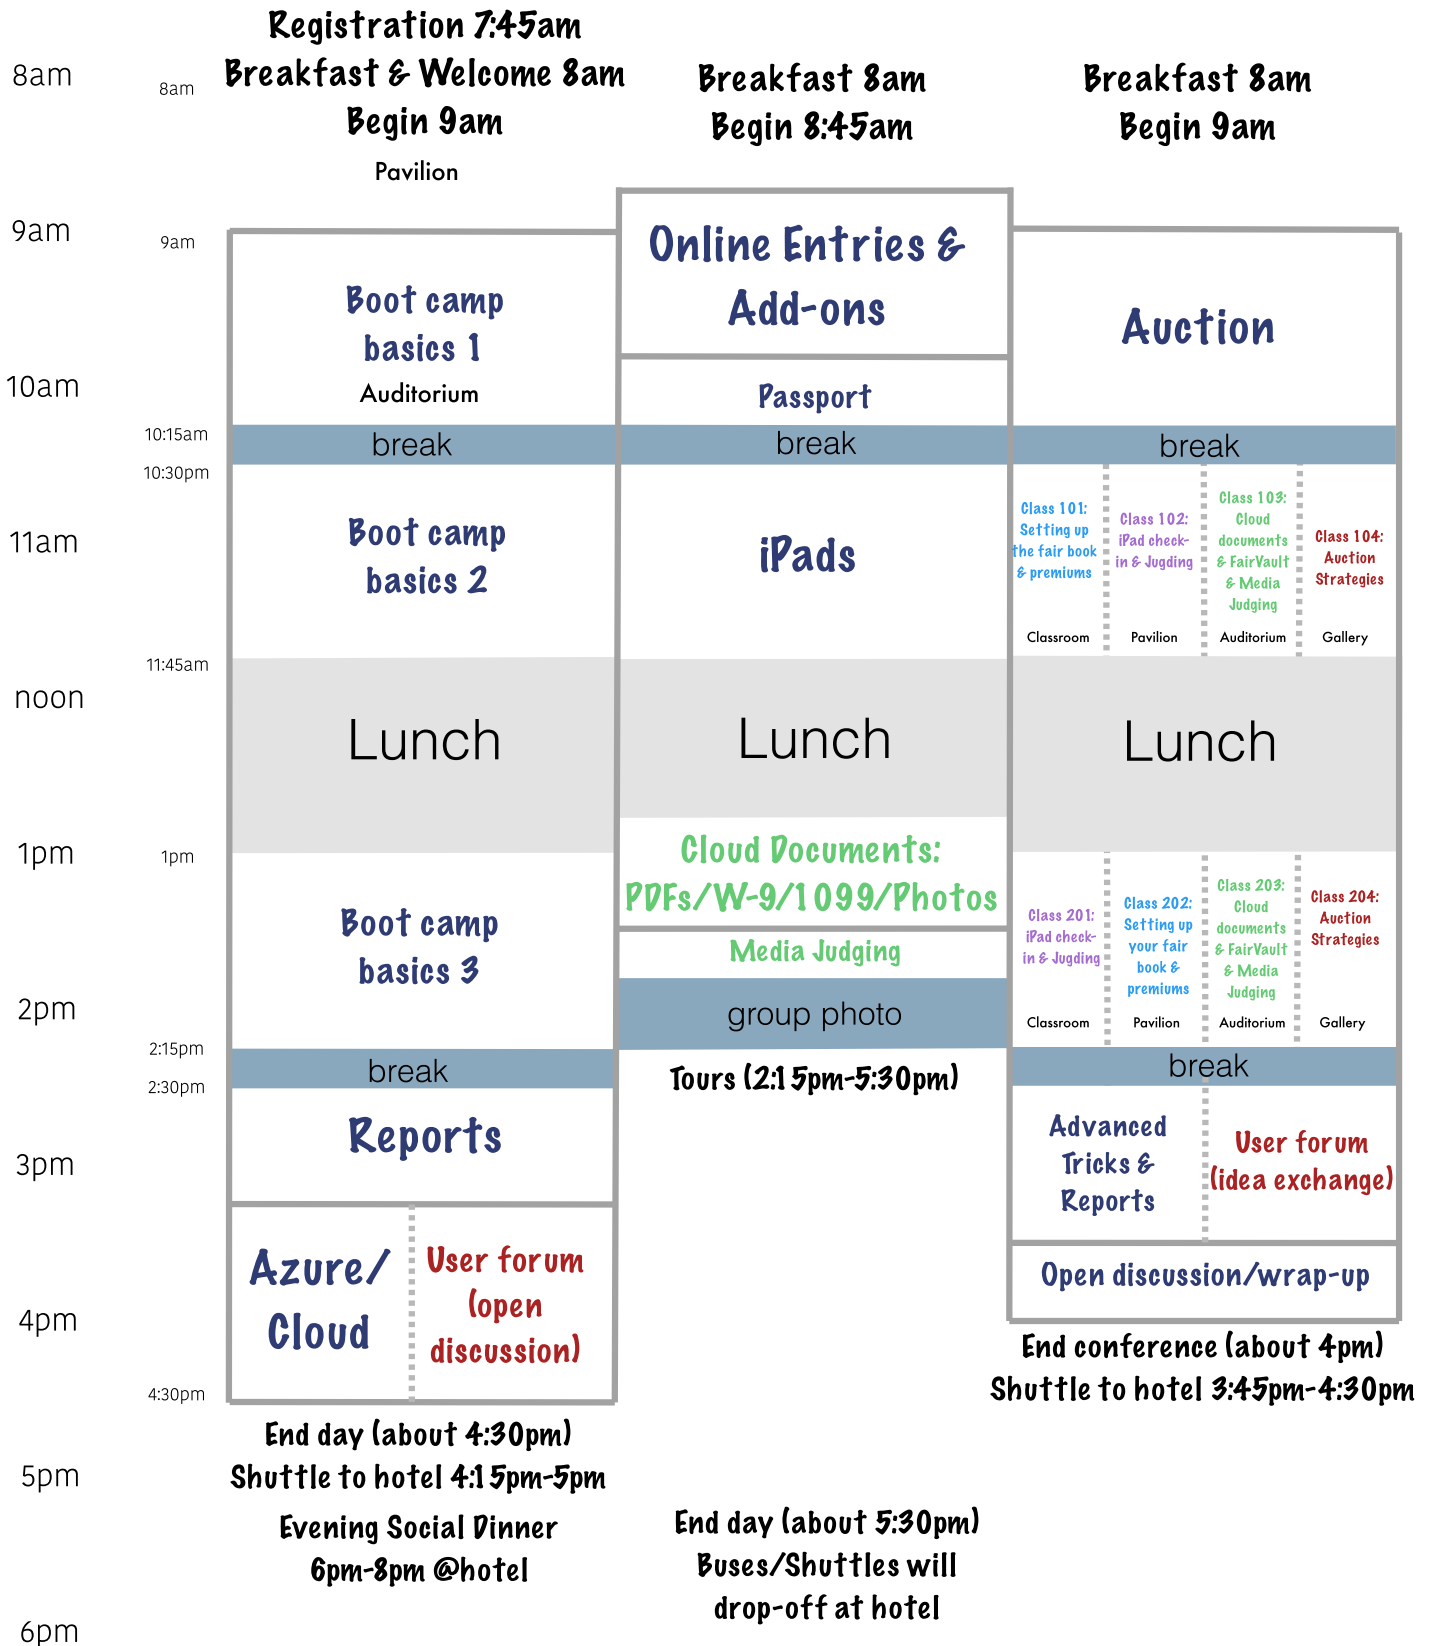 8am
9am
10am
11am
noon
1pm
2pm
3pm
4pm
5pm
6pm
8am
9am
10:15am
10:30pm
11:45am
1pm
2:15pm
2:30pm
4:30pm
Registration 7:45am
Breakfast & Welcome 8am
Begin 9am
Pavilion
Boot camp
basics 1
Auditorium
break
Boot camp
basics 2
Lunch
Boot camp
basics 3
break
Reports
Azure/
Cloud
User forum
(open
discussion)
End day (about 4:30pm)
Shuttle to hotel 4:15pm-5pm
Evening Social Dinner
6pm-8pm @hotel
Breakfast 8am
Begin 8:45am
Online Entries &
Add-ons
Passport
break
iPads
Lunch
Cloud Documents:
PDFs/W-9/1099/Photos
Media Judging
group photo
Tours (2:15pm-5:30pm)
End day (about 5:30pm)
Buses/Shuttles will
drop-off at hotel
Breakfast 8am
Begin 9am
Auction
break
Class 101:
Setting up
the fair book
& premiums
Classroom
Class 102:
iPad check-
in & Jugding
Pavilion
Class 103:
Cloud
documents
& FairVault
& Media
Judging
Auditorium
Class 104:
Auction
Strategies
Gallery
Lunch
Class 201:
iPad check-
in & Jugding
Classroom
Class 202:
Setting up
your fair
book &
premiums
Pavilion
Class 203:
Cloud
documents
& FairVault
& Media
Judging
Auditorium
Class 204:
Auction
Strategies
Gallery
break
Advanced
Tricks &
Reports
User forum
(idea exchange)
Open discussion/wrap-up
End conference (about 4pm)
Shuttle to hotel 3:45pm-4:30pm